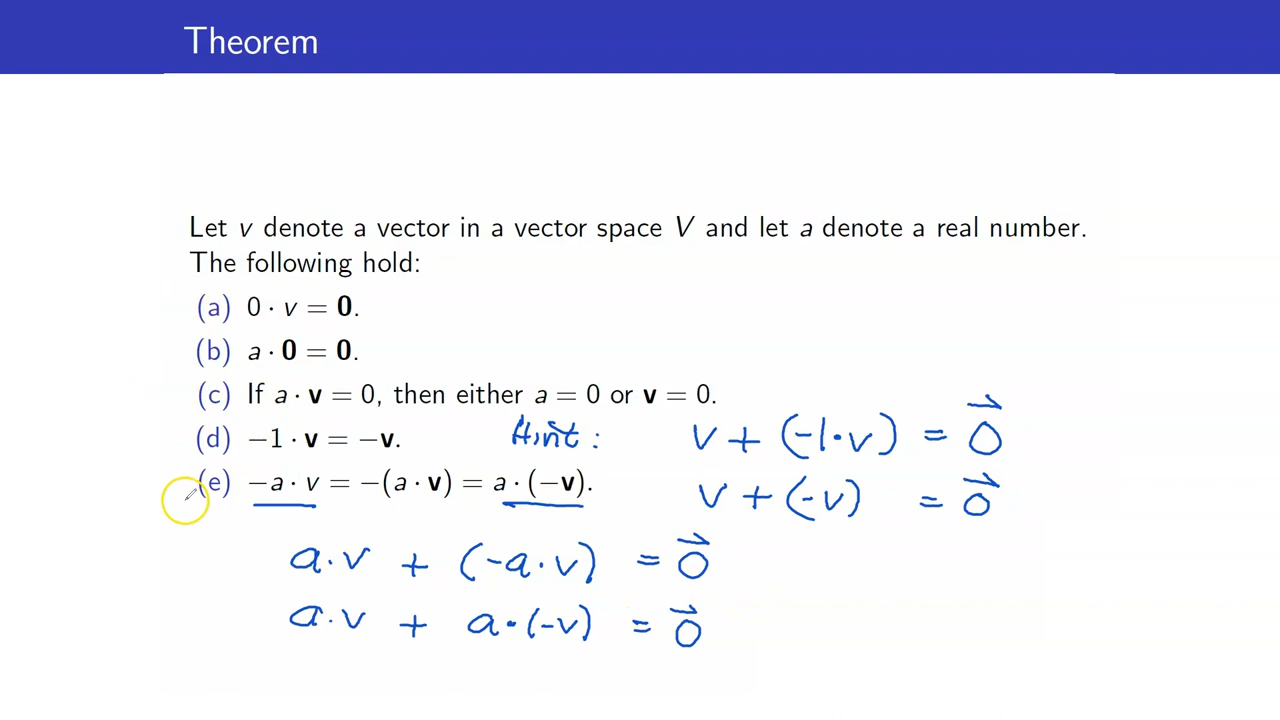 Theorem
Let v denote a vector in a vector space V and let a denote a real number.
The following hold:
(a) 0 · v = 0.
(b) a · 0 = 0.
(c) If a · v = 0, then either a = 0 or v = 0.
(d) −1 · v = −v.
Hint: v + (-1·v) = 0⃗
(e) −a · v = −(a · v) = a · (−v).
v + (-v) = 0⃗
a·v + (-a·v) = 0⃗
a·v + a·(-v) = 0⃗